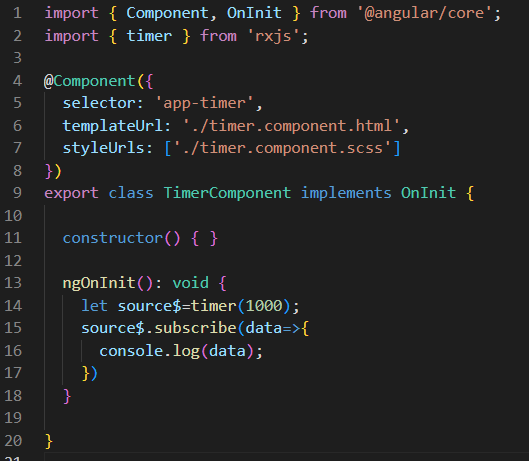 1 import { Component, OnInit } from '@angular/core';
2 import { timer } from 'rxjs';
3
4 @Component({
5   selector: 'app-timer',
6   templateUrl: './timer.component.html',
7   styleUrls: ['./timer.component.scss']
8 })
9 export class TimerComponent implements OnInit {
10
11   constructor() { }
12
13   ngOnInit(): void {
14     let source$=timer(1000);
15     source$.subscribe(data=>{
16       console.log(data);
17     })
18   }
19
20 }
21